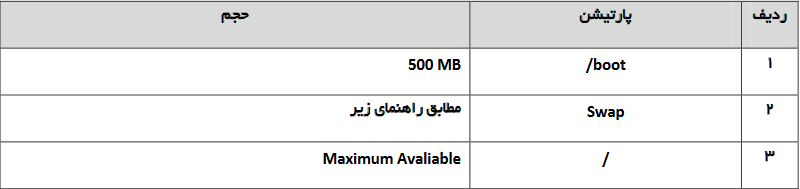 ردیف پارتیشن حجم
۱ /boot 500 MB
۲ Swap مطابق راهنمای زیر
۳ / Maximum Avaliable